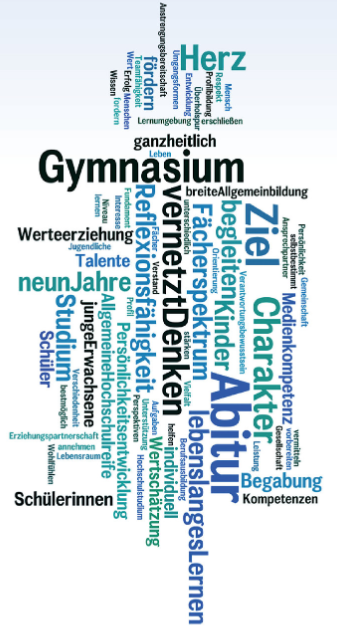 Anstrengungsbereitschaft
Wert
Erfolg
Teamfähigkeit
Menschen
Wissen
fordern
fördern
Umgangsformen
Herz
Entwicklung
Profilbildung
Überholspur
Respekt
Mensch
Lernumgebung
erschließen
ganzheitlich
Leben
Gymnasium
breiteAllgemeinbildung
Niveau
lernen
Interesse
Fundament
Reflexionsfähigkeit
Fächer
Verstand
vernetztDenken
unterschiedlich
Fächerspektrum
Orientierung
begleiten
Kinder
Verantwortungsbewusstsein
Ziel
Ansprechpartner
selbstbestimmt
Persönlichkeit
Gemeinschaft
Werteerziehung
Jugendliche
Talente
neunJahre
Profil
Studium
Schüler
bestmöglich
Verschiedenheit
jungeErwachsene
AllgemeineHochschulreife
Persönlichkeitsentwicklung
Perspektiven
Unterstützung
Hochschulstudium
Aufgaben
Wertschätzung
helfen
individuell
stärken
Vielfalt
Berufsausbildung
lebenslangesLernen
Abitur
Charakter
Leistung
Medienkompetenz
Gesellschaft
vorbereiten
vermitteln
Erziehungspartnerschaft
annehmen
Wohlfühlen
Lebensraum
Begabung
Kompetenzen
Schülerinnen